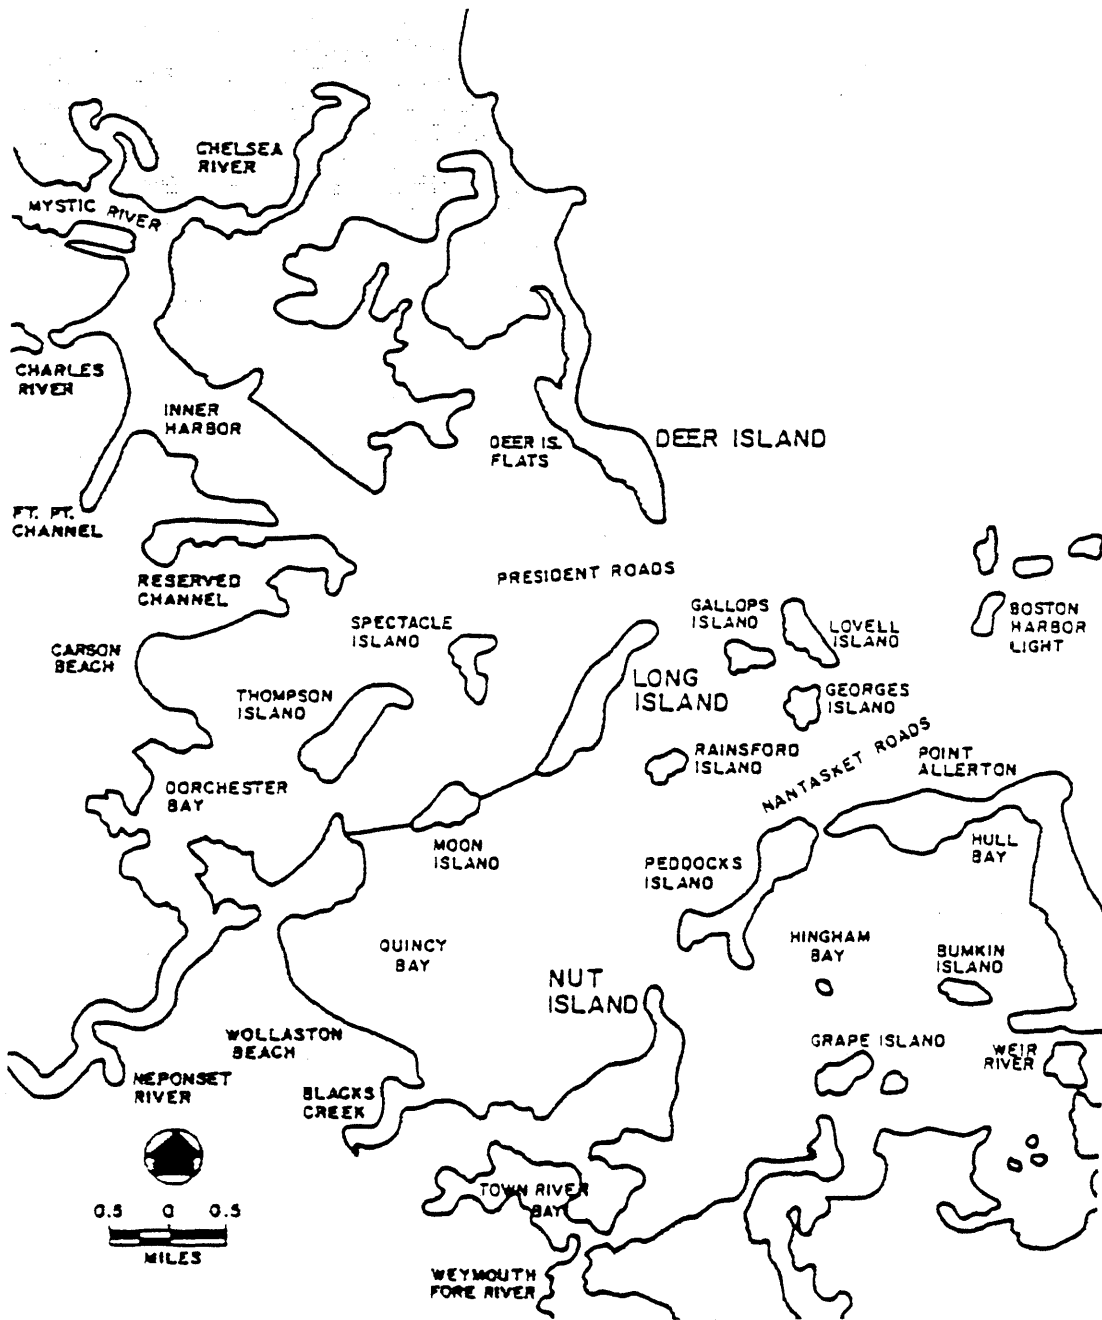 CHELSEA
RIVER
MYSTIC RIVER
CHARLES
RIVER
INNER
HARBOR
DEER IS.
FLATS
DEER ISLAND
FT. PT.
CHANNEL
RESERVED
CHANNEL
PRESIDENT ROADS
CARSON
BEACH
SPECTACLE
ISLAND
GALLOPS
ISLAND
LOVELL
ISLAND
BOSTON
HARBOR
LIGHT
THOMPSON
ISLAND
LONG
ISLAND
GEORGES
ISLAND
RAINSFORD
ISLAND
NANTASKET ROADS
POINT
ALLERTON
DORCHESTER
BAY
MOON
ISLAND
PEDDOCKS
ISLAND
HULL
BAY
QUINCY
BAY
HINGHAM
BAY
BUMKIN
ISLAND
NUT
ISLAND
WOLLASTON
BEACH
GRAPE ISLAND
WEIR
RIVER
NEPONSET
RIVER
BLACKS
CREEK
TOWN RIVER
BAY
0.5 0 0.5
MILES
WEYMOUTH
FORE RIVER